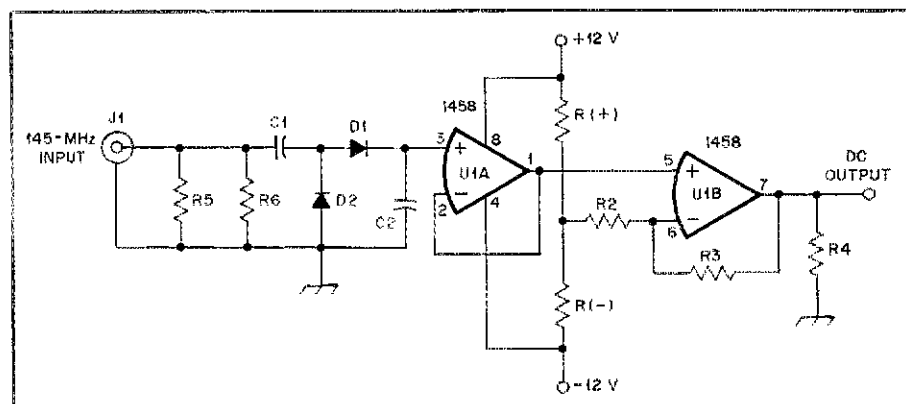 +12 V
1458
J1
C1
D1
R(+)
145-MHz
INPUT
3
+
8
U1A
1
1458
DC
OUTPUT
5
+
U1B
7
R5
R6
D2
C2
2
−
4
R2
−
6
R3
R4
R(−)
−12 V